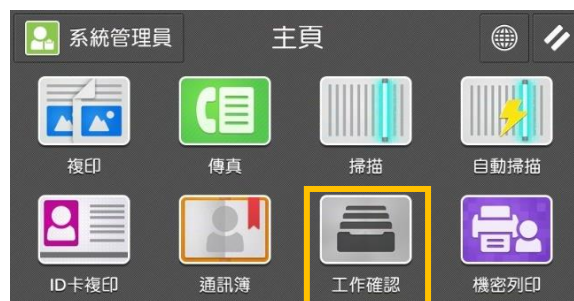 系統管理員
主頁
複印
傳真
掃描
自動掃描
ID卡複印
通訊簿
工作確認
機密列印